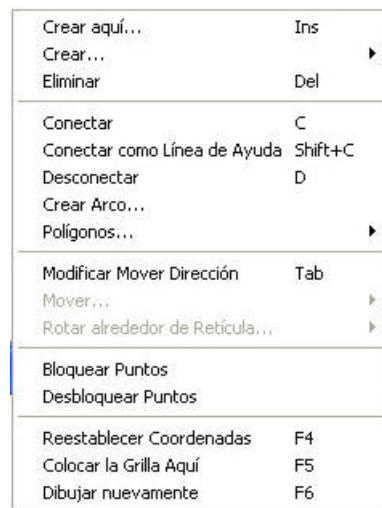 Crear aquí... Ins
Crear...
Eliminar Del
Conectar C
Conectar como Línea de Ayuda Shift+C
Desconectar D
Crear Arco...
Polígonos...
Modificar Mover Dirección Tab
Mover...
Rotar alrededor de Retícula...
Bloquear Puntos
Desbloquear Puntos
Reestablecer Coordenadas F4
Colocar la Grilla Aquí F5
Dibujar nuevamente F6